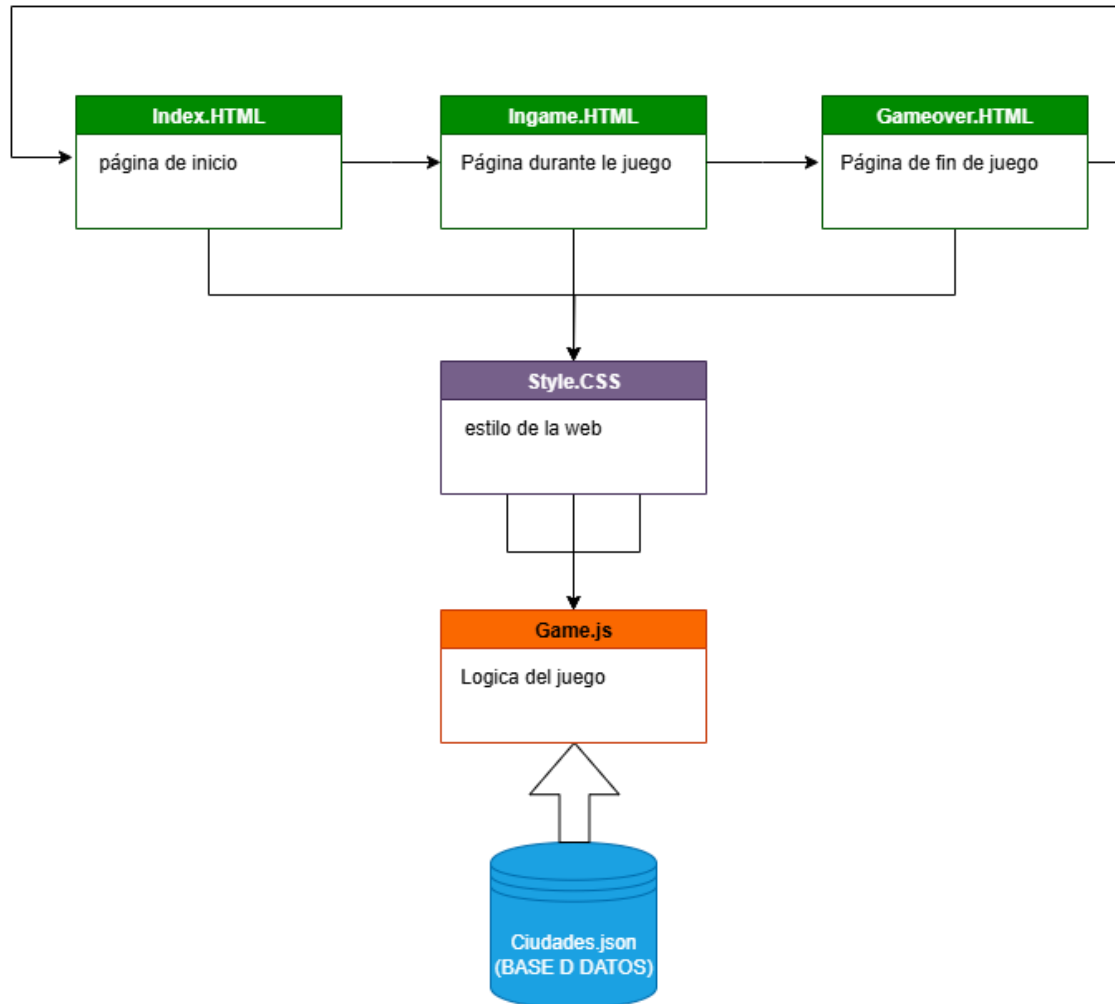 Index.HTML
página de inicio
Ingame.HTML
Página durante le juego
Gameover.HTML
Página de fin de juego
Style.CSS
estilo de la web
Game.js
Logica del juego
Ciudades.json
(BASE D DATOS)